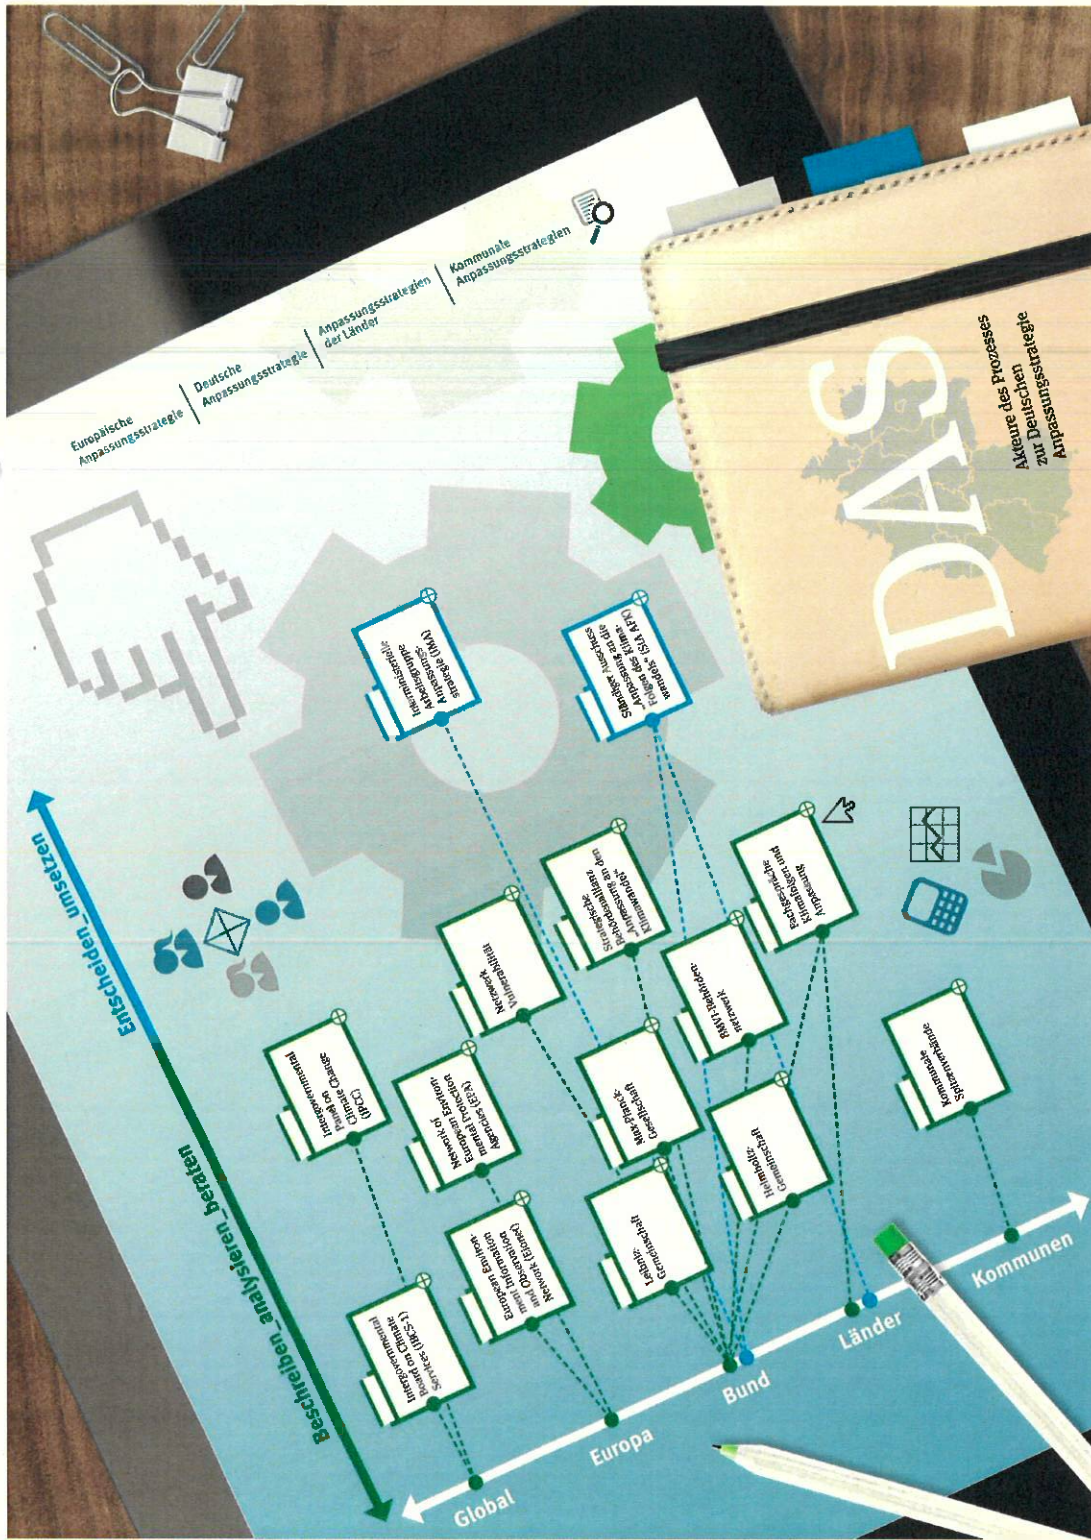 Europäische
Anpassungsstrategie
Deutsche
Anpassungsstrategie
Anpassungsstrategien
der Länder
Kommunale
Anpassungsstrategien
Entscheiden_umsetzen
Beschreiben analysieren_beraten
Interministerielle
Arbeitsgruppe
Anpassungs-
strategie (IMA)
Ständiger Ausschuss
„Anpassung an die
Folgen des Klima-
wandels“ (StA AFK)
Intergovernmental
Panel on
Climate Change
(IPCC)
Netzwerk
Vulnerabilität
Strategische
Behördenallianz
„Anpassung an den
Klimawandel“
Fachgespräche
Klimafolgen und
Anpassung
Network of
European Environ-
mental Protection
Agencies (EPA)
Max-Planck-
Gesellschaft
BMVI-Behörden-
netzwerk
Kommunale
Spitzenverbände
Intergovernmental
Board on Climate
Services (IBCS-1)
European Environ-
ment Information
and Observation
Network (Eionet)
Leibniz-
Gemeinschaft
Helmholtz-
Gemeinschaft
Global
Europa
Bund
Länder
Kommunen
DAS
Akteure des Prozesses
zur Deutschen
Anpassungsstrategie